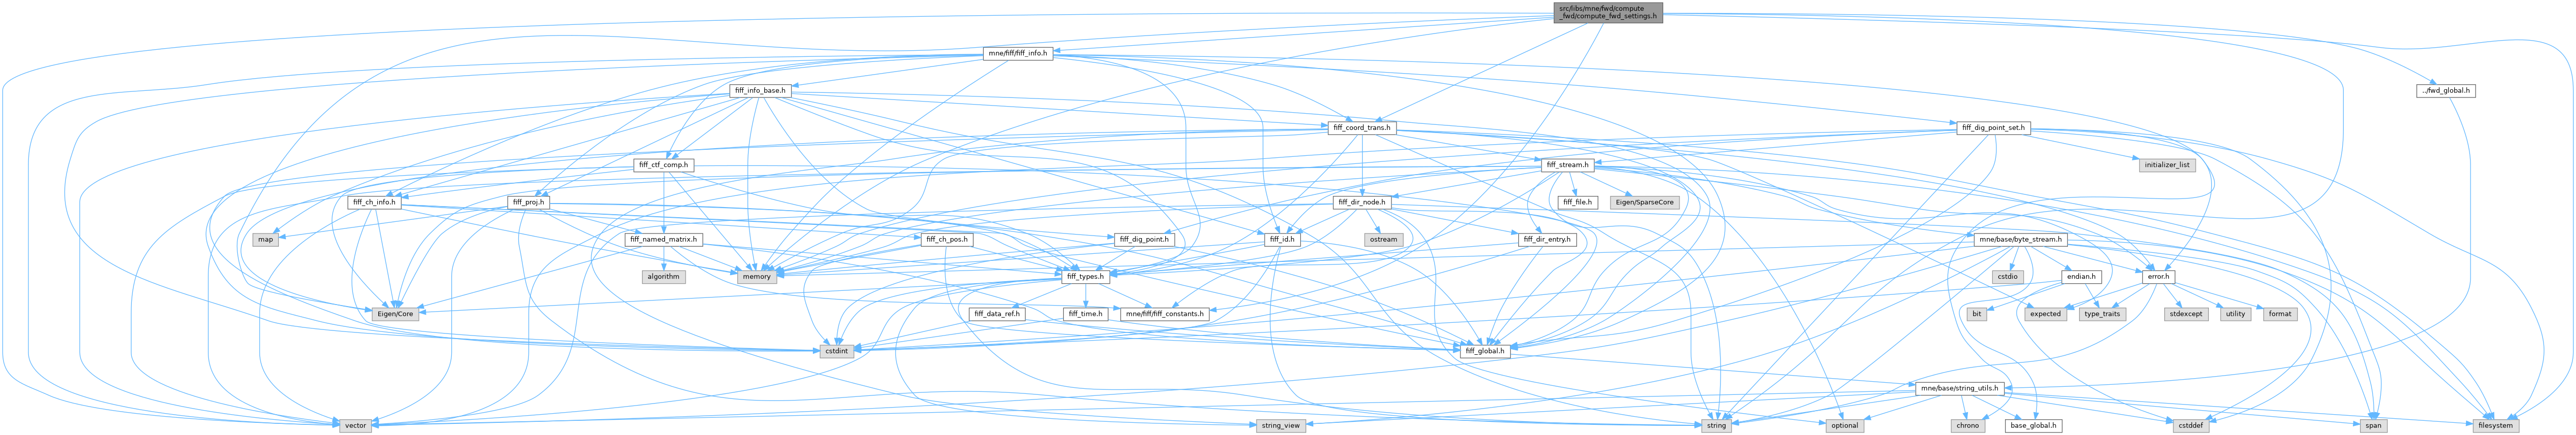 src/libs/mne/fwd/compute
_fwd/compute_fwd_settings.h
mne/fiff/fiff_info.h
fiff_info_base.h
../fwd_global.h
fiff_coord_trans.h
fiff_dig_point_set.h
fiff_ctf_comp.h
fiff_stream.h
initializer_list
fiff_ch_info.h
fiff_proj.h
fiff_dir_node.h
fiff_file.h
Eigen/SparseCore
map
fiff_named_matrix.h
fiff_ch_pos.h
fiff_dig_point.h
fiff_id.h
ostream
fiff_dir_entry.h
mne/base/byte_stream.h
algorithm
memory
fiff_types.h
cstdio
endian.h
error.h
Eigen/Core
fiff_data_ref.h
fiff_time.h
mne/fiff/fiff_constants.h
bit
expected
type_traits
stdexcept
utility
format
cstdint
fiff_global.h
mne/base/string_utils.h
vector
string_view
string
optional
chrono
base_global.h
cstddef
span
filesystem